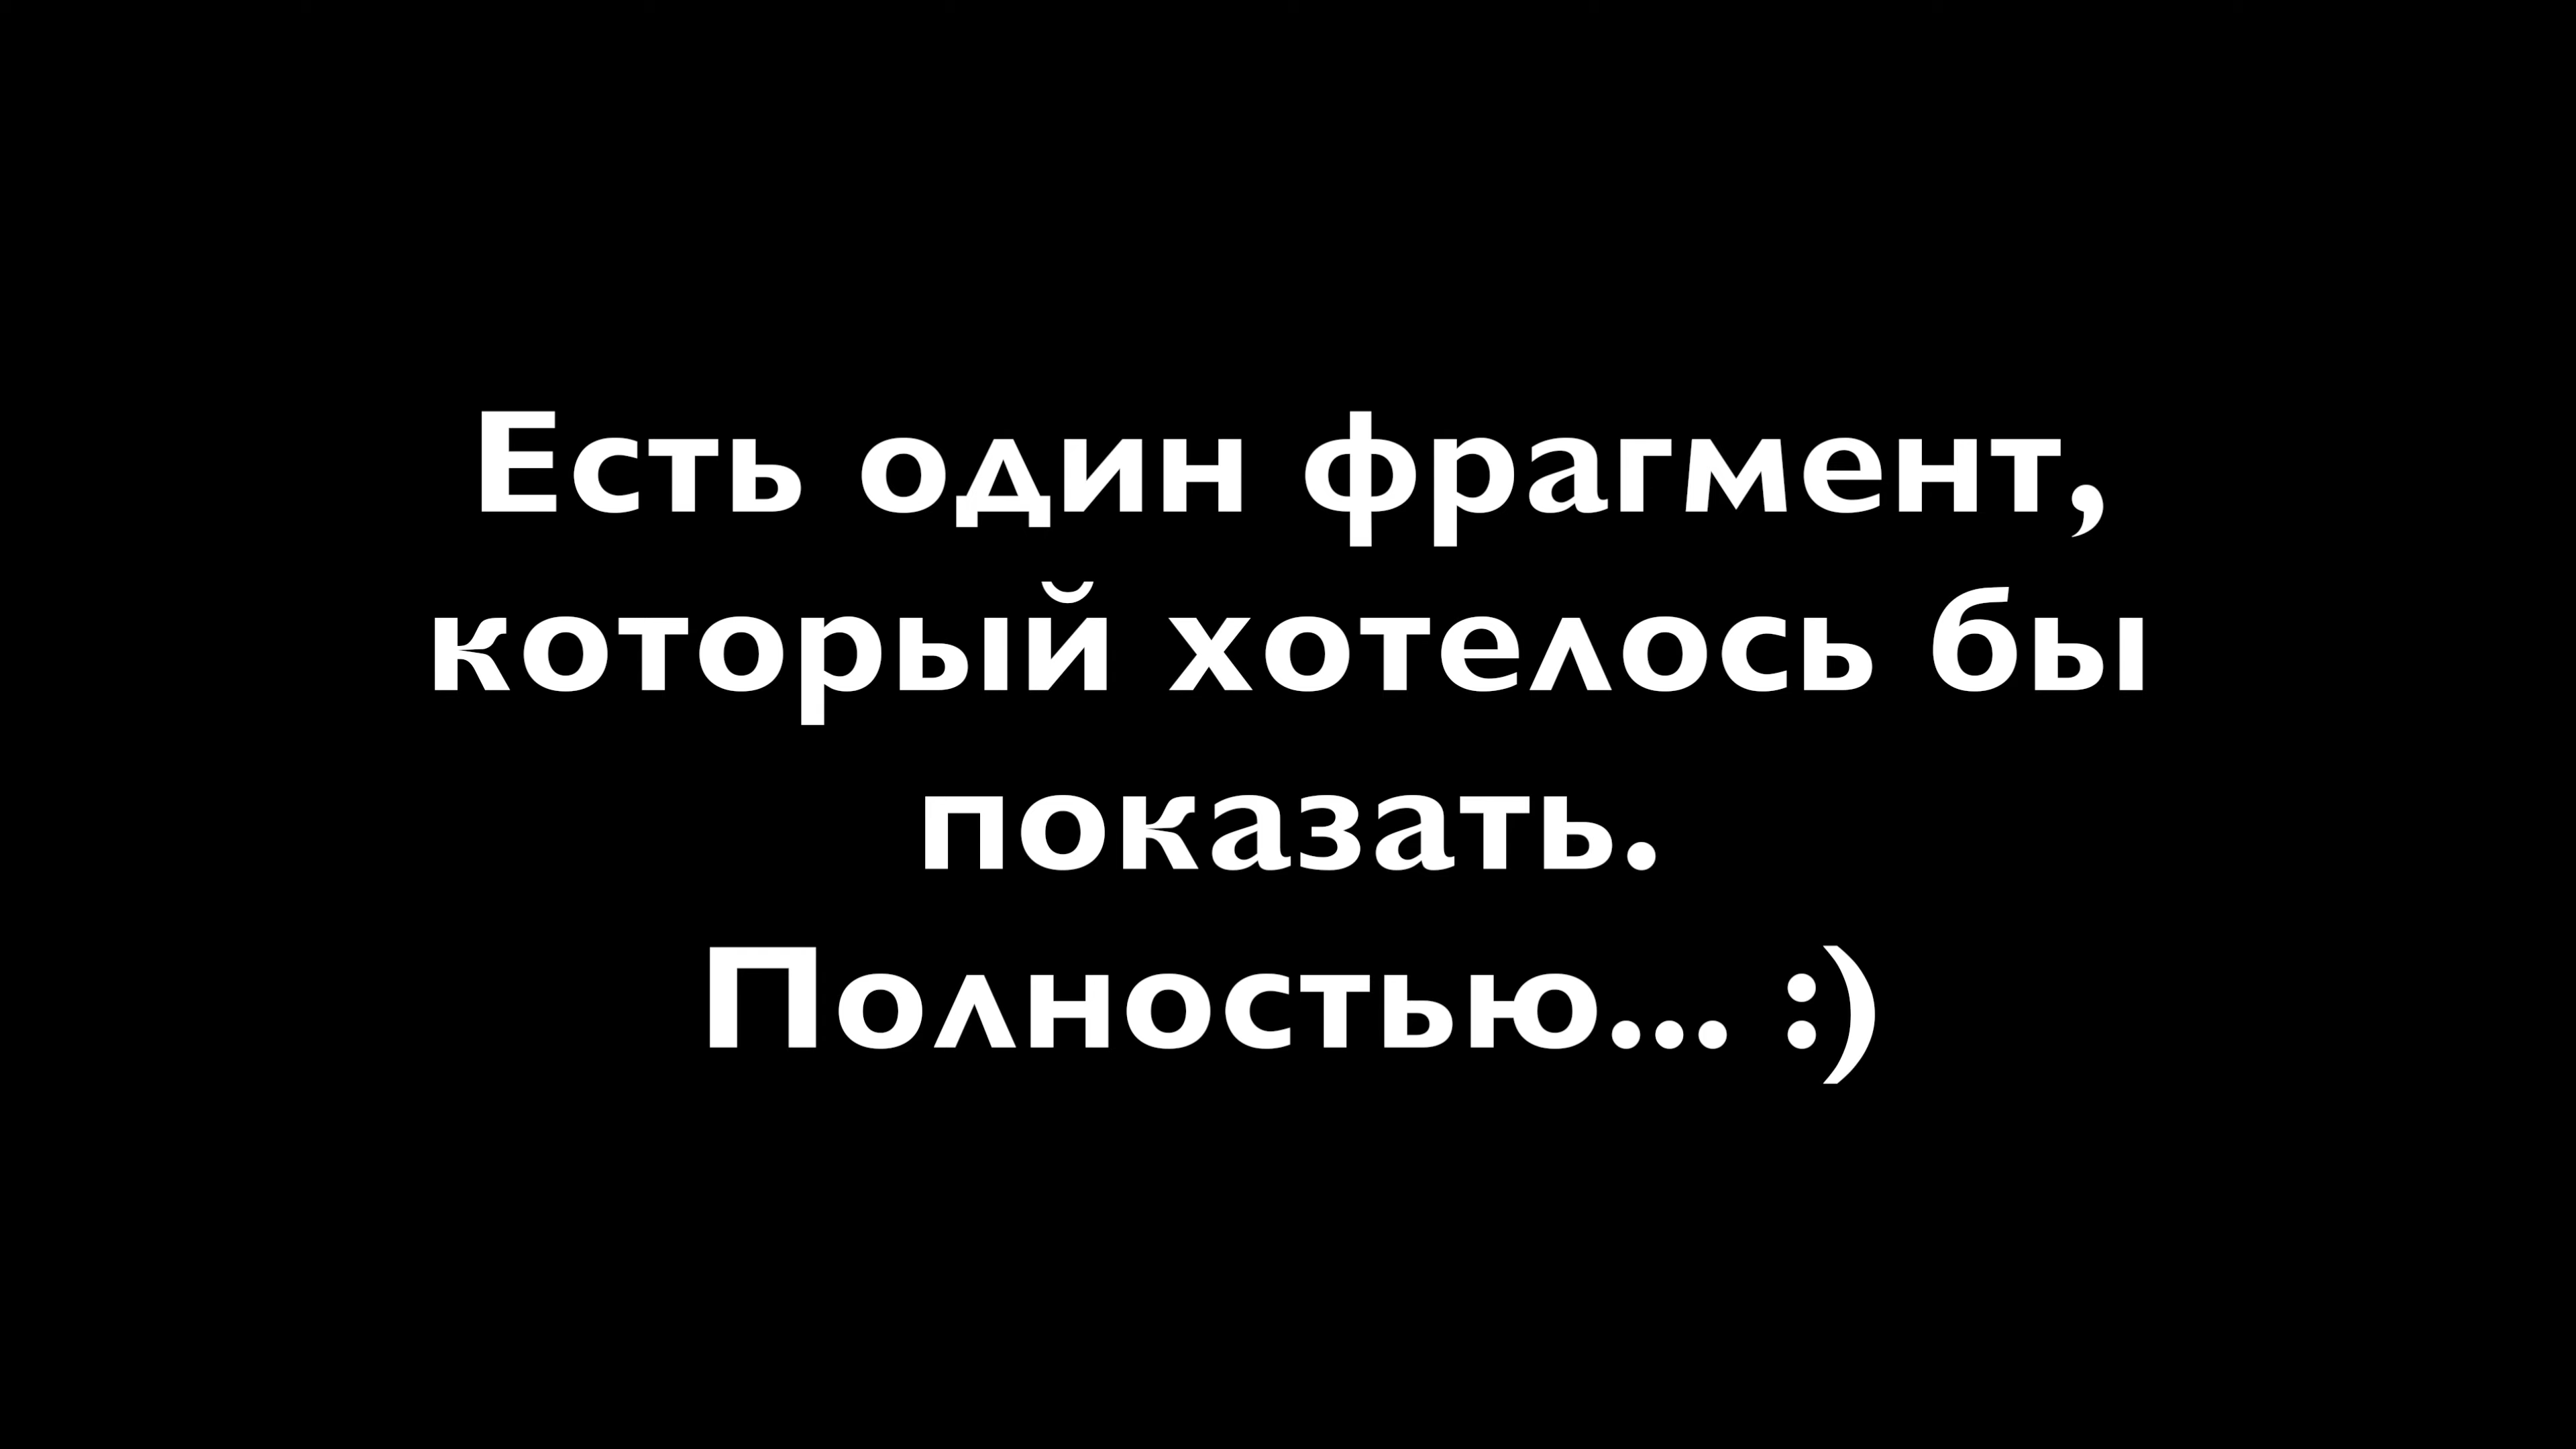 Есть один фрагмент,
который хотелось бы
показать.
Полностью... :)